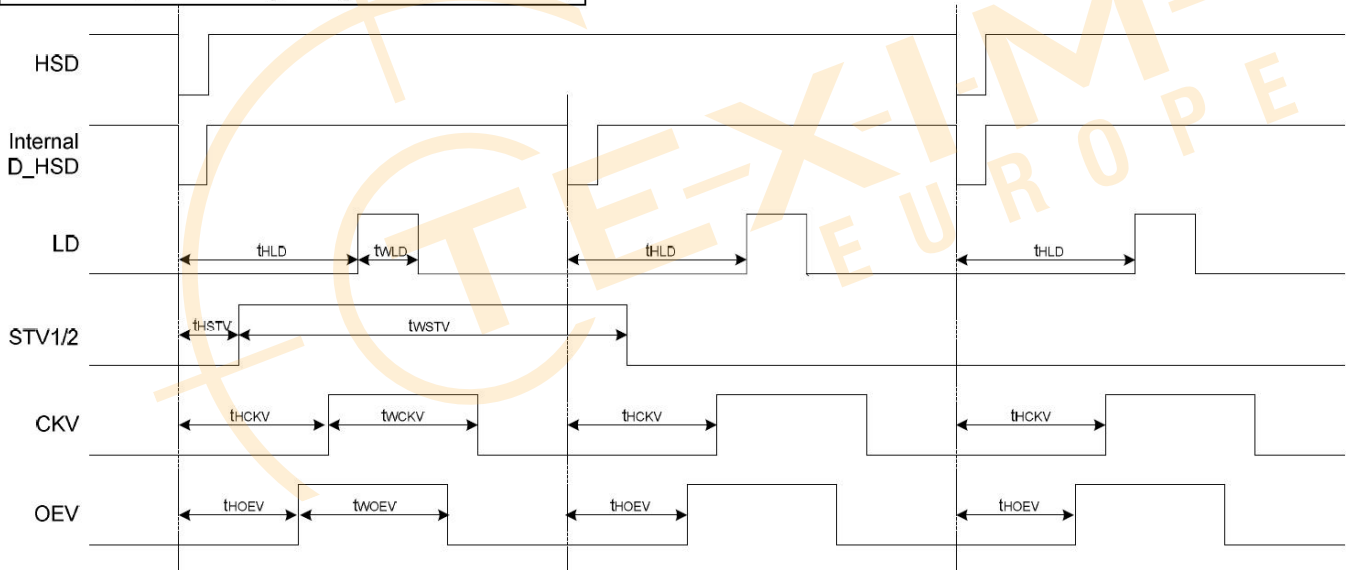 HSD
Internal
D_HSD
LD
tHLD
tWLD
tHLD
tHLD
STV1/2
tHSTV
tWSTV
CKV
tHCKV
tWCKV
tHCKV
tHCKV
OEV
tHOEV
tWOEV
tHOEV
tHOEV
TEXIM
EUROPE